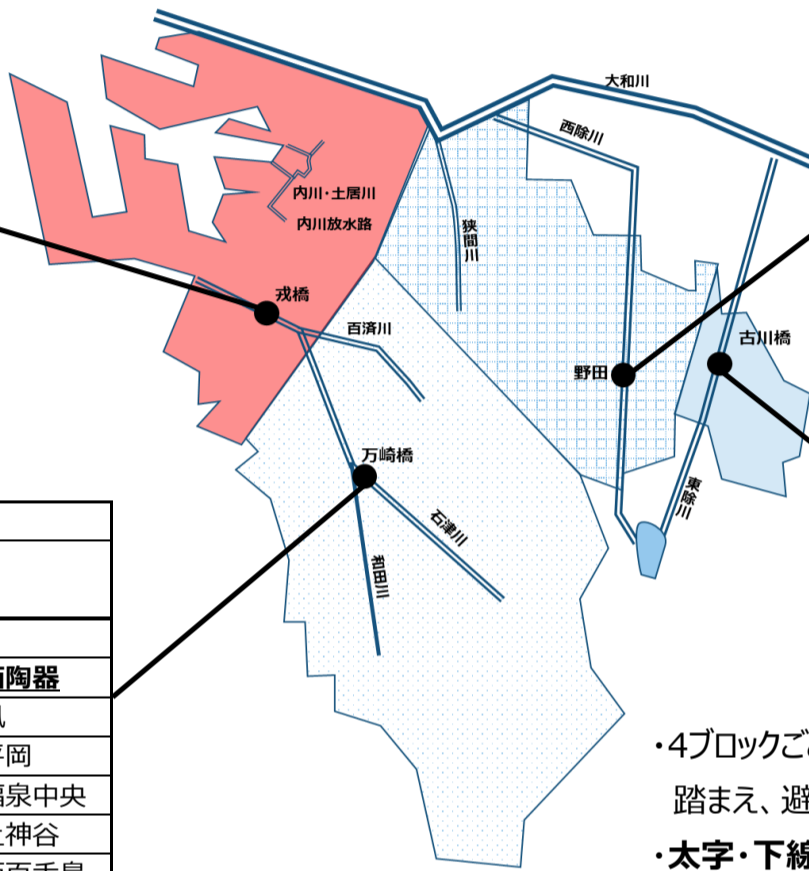 大和川
西除川
内川・土居川
内川放水路
狭間川
戎橋
百済川
古川橋
野田
万崎橋
東除川
石津川
和田川
陶器
平岡
福泉中央
上神谷
・4ブロックご
踏まえ、避
・太字・下線